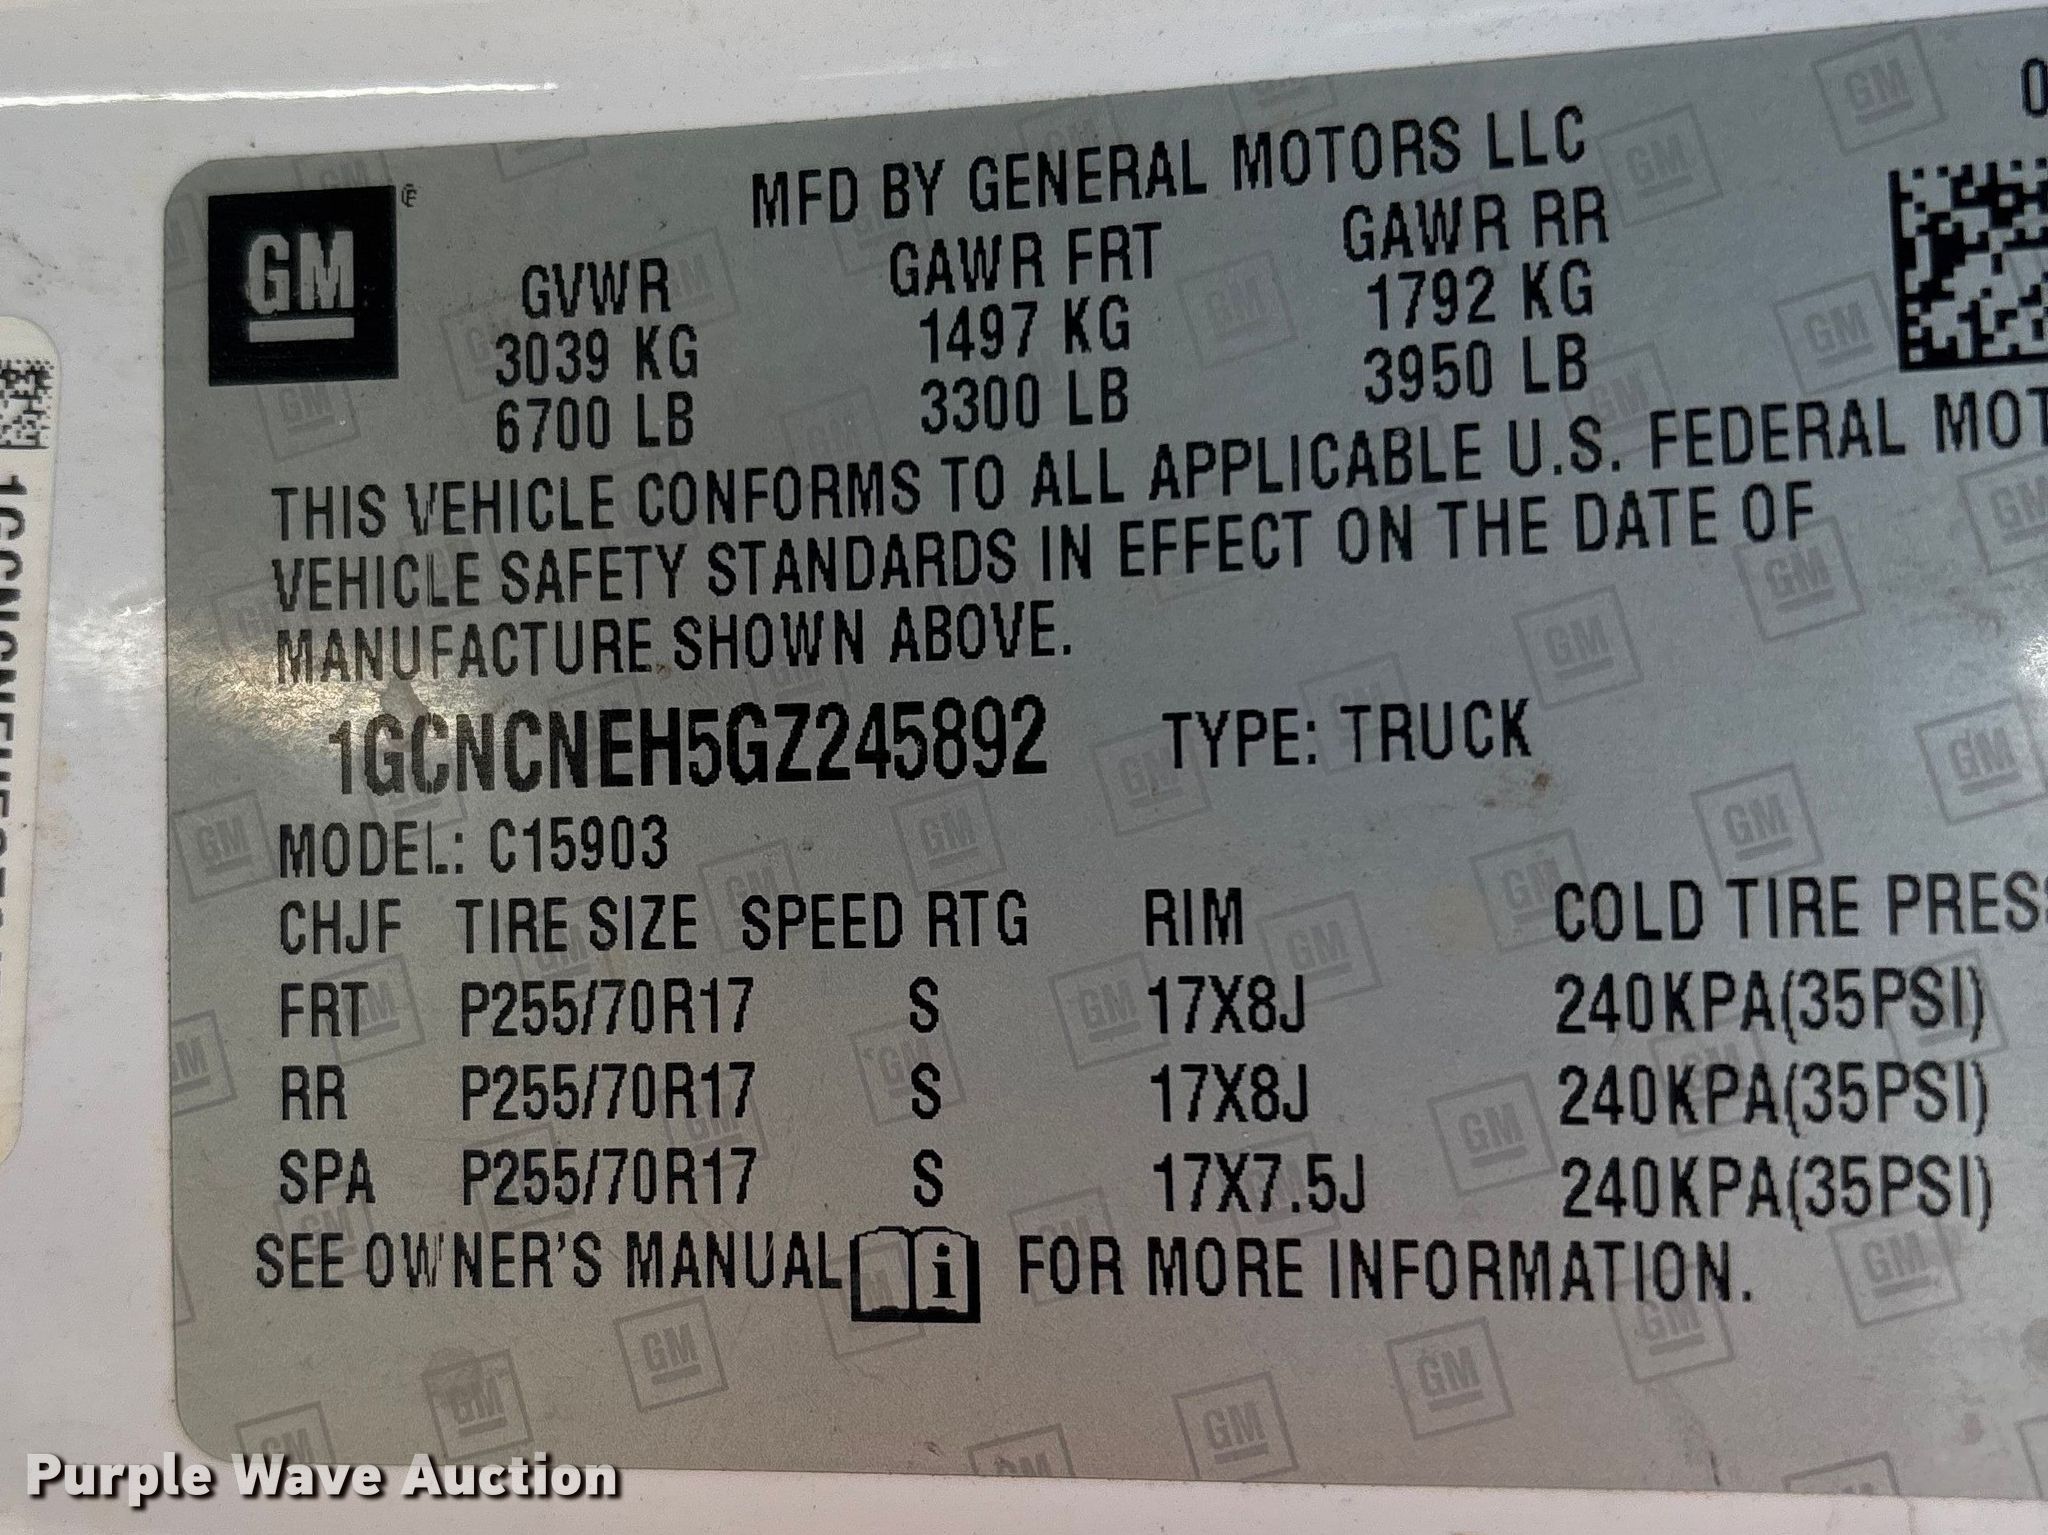 MFD BY GENERAL MOTORS LLC
0
GM
GVWR GAWR FRT GAWR RR
3039 KG 1497 KG 1792 KG
6700 LB 3300 LB 3950 LB
THIS VEHICLE CONFORMS TO ALL APPLICABLE U.S. FEDERAL MOT
VEHICLE SAFETY STANDARDS IN EFFECT ON THE DATE OF
MANUFACTURE SHOWN ABOVE.
1GCNCNEH5GZ245892 TYPE: TRUCK
MODEL: C15903
CHJF TIRE SIZE SPEED RTG RIM COLD TIRE PRESS
FRT P255/70R17 S 17X8J 240KPA(35PSI)
RR P255/70R17 S 17X8J 240KPA(35PSI)
SPA P255/70R17 S 17X7.5J 240KPA(35PSI)
SEE OWNER'S MANUAL i FOR MORE INFORMATION.
Purple Wave Auction